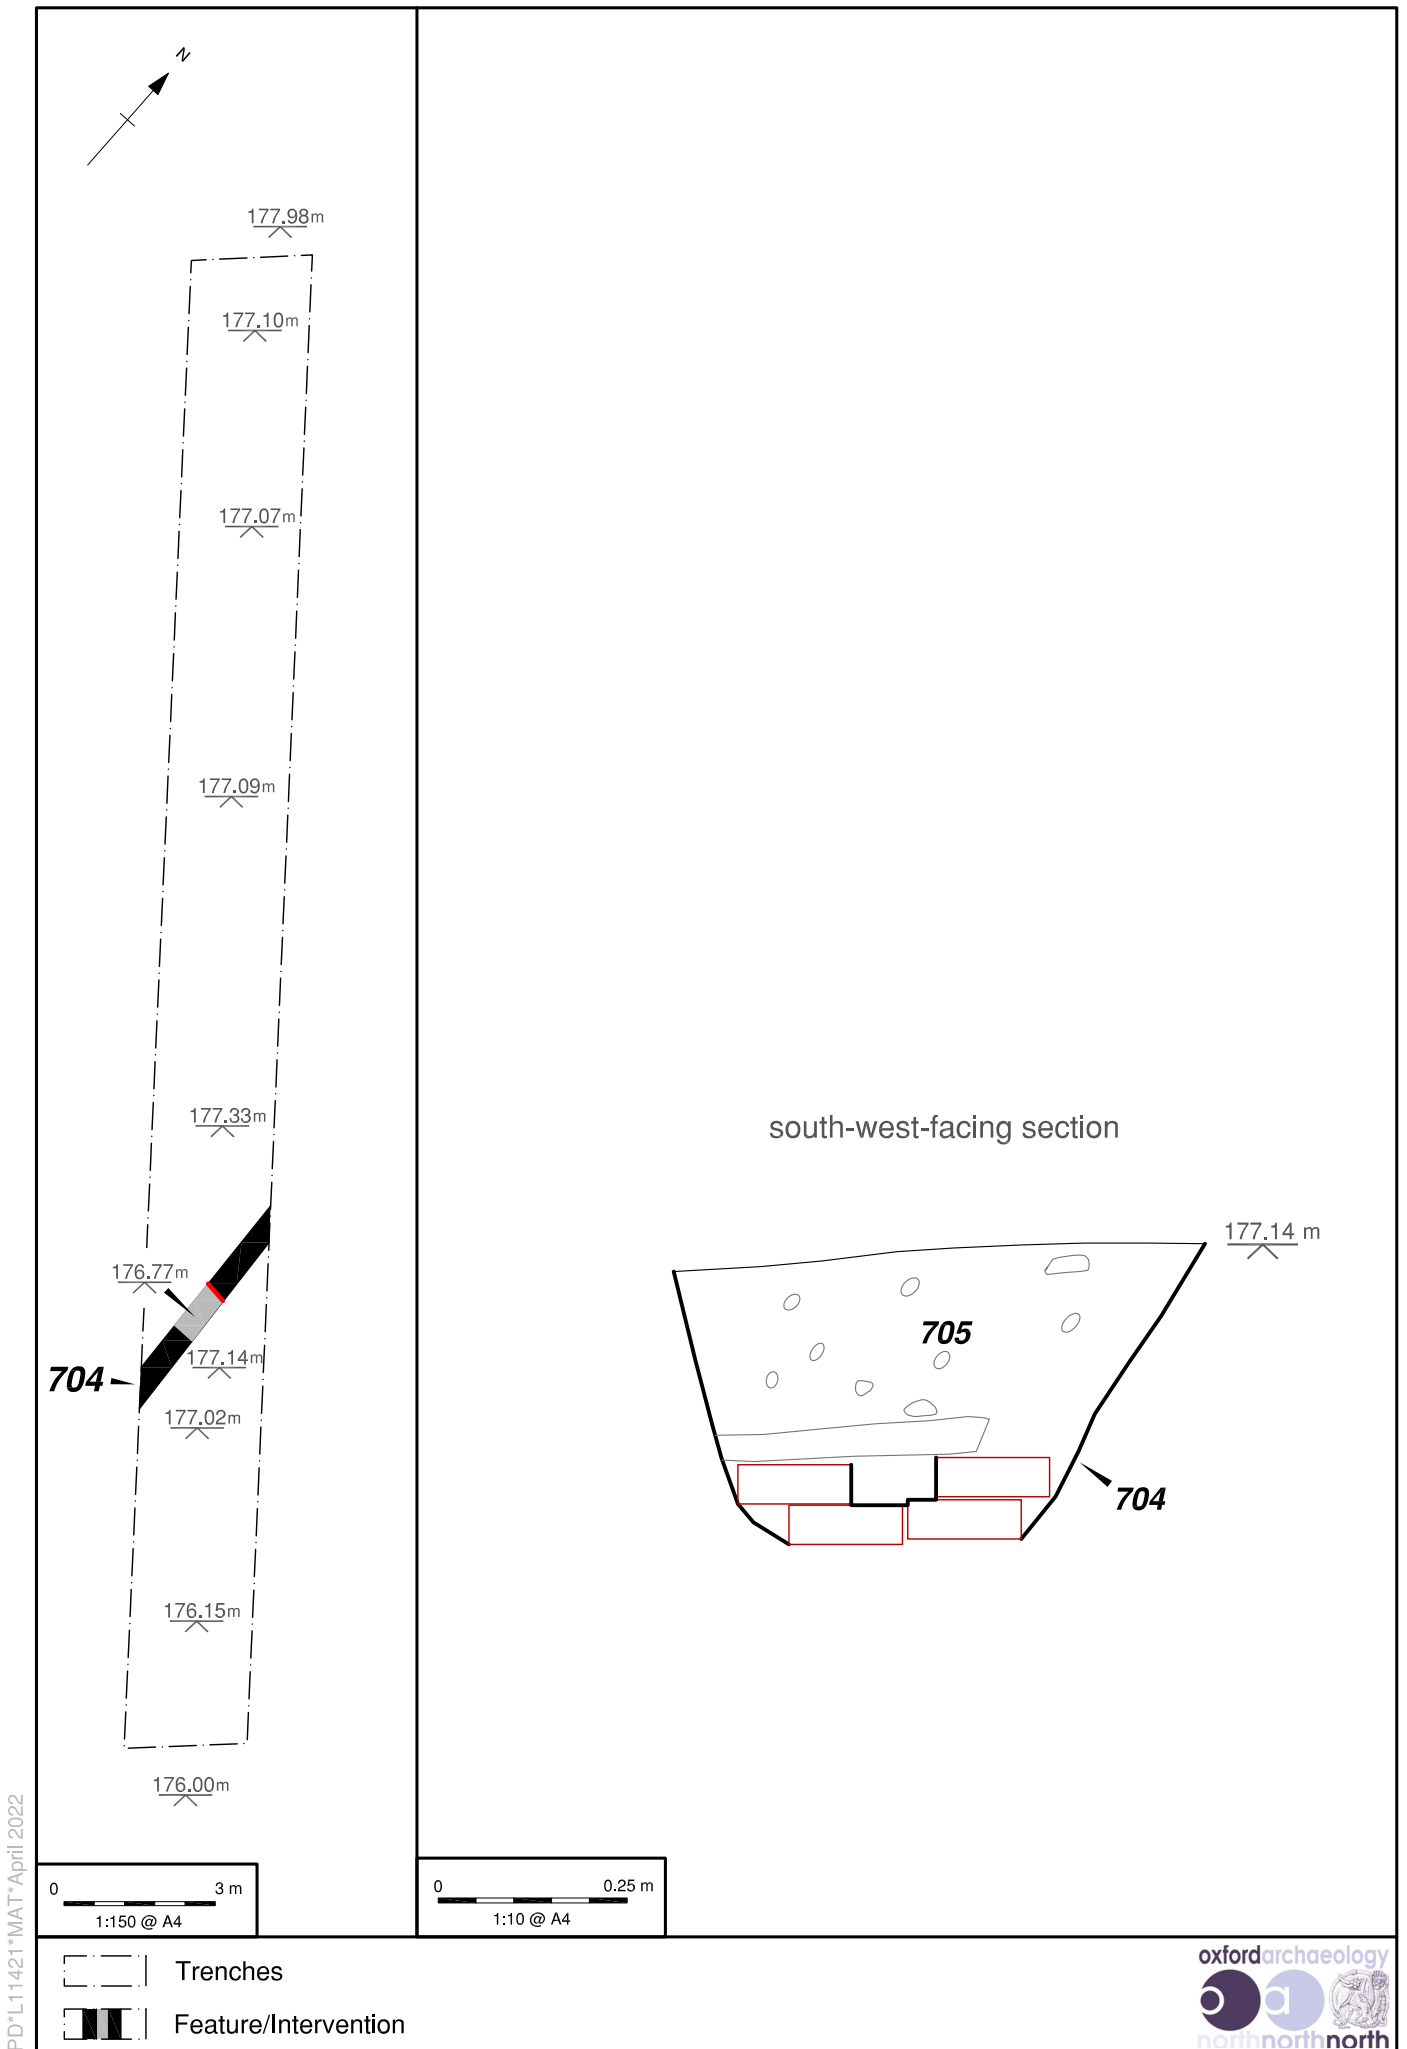 N
177.98m
177.10m
177.07m
177.09m
177.33m
176.77m
177.14m
704
177.02m
176.15m
176.00m
south-west-facing section
177.14 m
705
704
0 3 m
1:150 @ A4
0 0.25 m
1:10 @ A4
Trenches
Feature/Intervention
PD*L11421*MAT*April 2022
oxfordarchaeology
o a
northnorthnorth